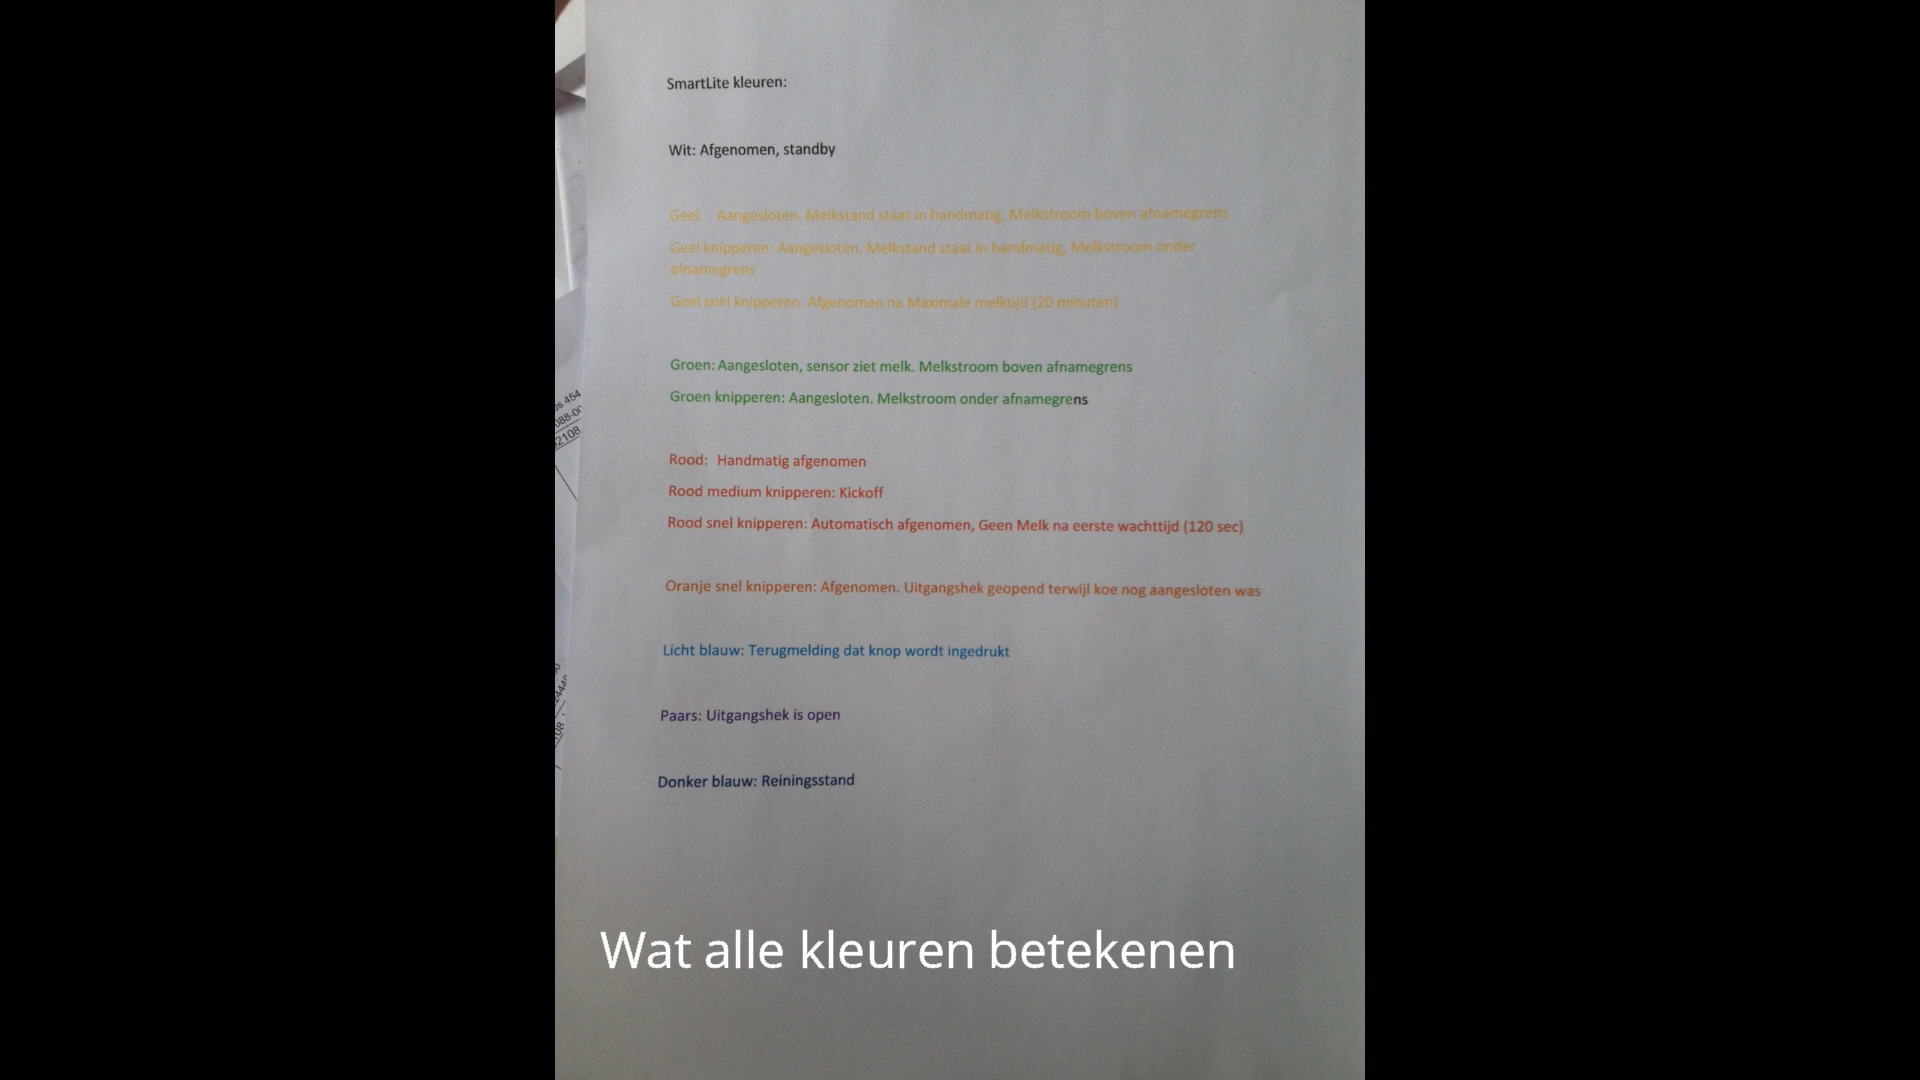 SmartLite kleuren:
Wit: Afgenomen, standby
Geel: Aangesloten. Melkstand staat in handmatig. Melkstroom boven afnamegrens
Geel knipperen: Aangesloten. Melkstand staat in handmatig, Melkstroom onder
afnamegrens
Geel snel knipperen: Afgenomen na Maximale melktijd (20 minuten)
Groen: Aangesloten, sensor ziet melk. Melkstroom boven afnamegrens
Groen knipperen: Aangesloten. Melkstroom onder afnamegrens
Rood: Handmatig afgenomen
Rood medium knipperen: Kickoff
Rood snel knipperen: Automatisch afgenomen, Geen Melk na eerste wachttijd (120 sec)
Oranje snel knipperen: Afgenomen. Uitgangshek geopend terwijl koe nog aangesloten was
Licht blauw: Terugmelding dat knop wordt ingedrukt
Paars: Uitgangshek is open
Donker blauw: Reiningsstand
Wat alle kleuren betekenen
454
2108